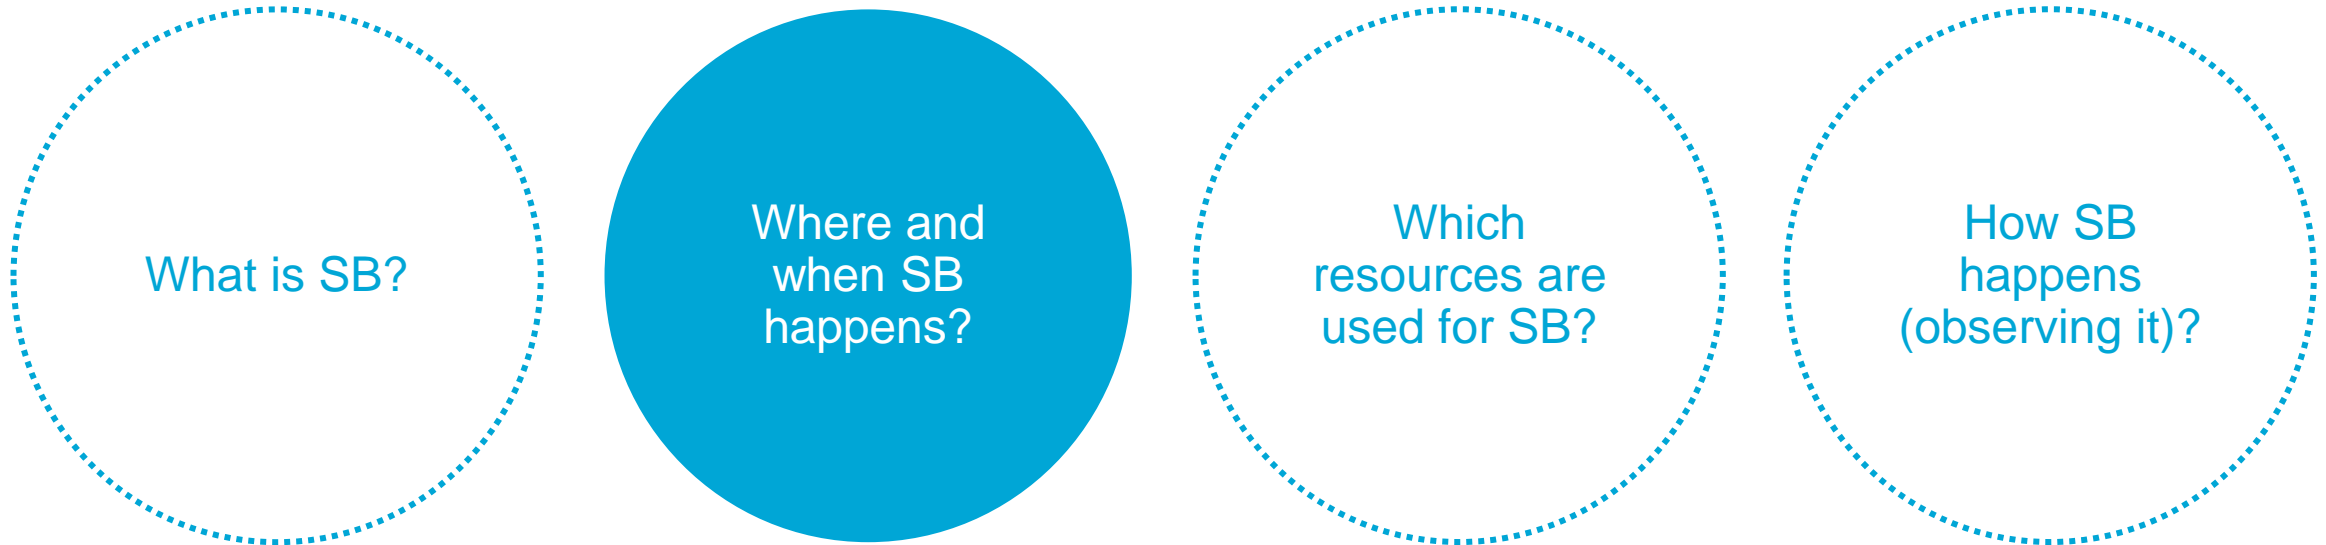 What is SB?
Where and
when SB
happens?
Which
resources are
used for SB?
How SB
happens
(observing it)?